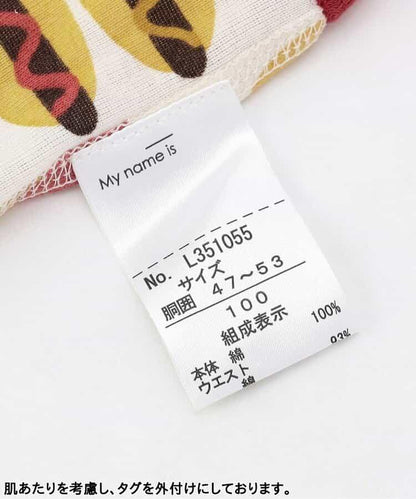 My name is
No. L351055
サイズ
胴囲 47～53
100
組成表示
本体 綿 100%
ウエスト 綿 93%
肌あたりを考慮し、タグを外付けにしております。